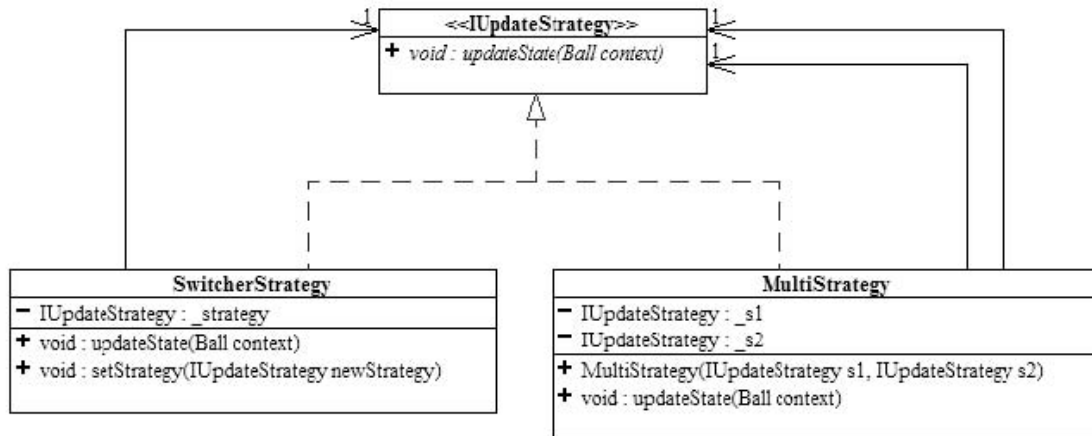 1
<<IUpdateStrategy>>
1
+ void : updateState(Ball context)
1
SwitcherStrategy
- IUpdateStrategy : _strategy
+ void : updateState(Ball context)
+ void : setStrategy(IUpdateStrategy newStrategy)
MultiStrategy
- IUpdateStrategy : _s1
- IUpdateStrategy : _s2
+ MultiStrategy(IUpdateStrategy s1, IUpdateStrategy s2)
+ void : updateState(Ball context)